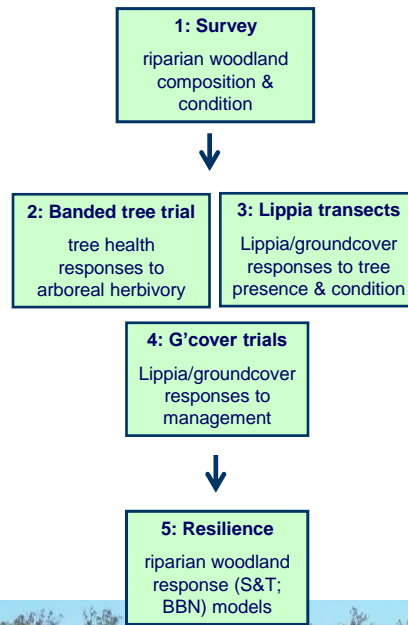 1: Survey
riparian woodland
composition &
condition
2: Banded tree trial
tree health
responses to
arboreal herbivory
3: Lippia transects
Lippia/groundcover
responses to tree
presence & condition
4: G'cover trials
Lippia/groundcover
responses to
management
5: Resilience
riparian woodland
response (S&T;
BBN) models